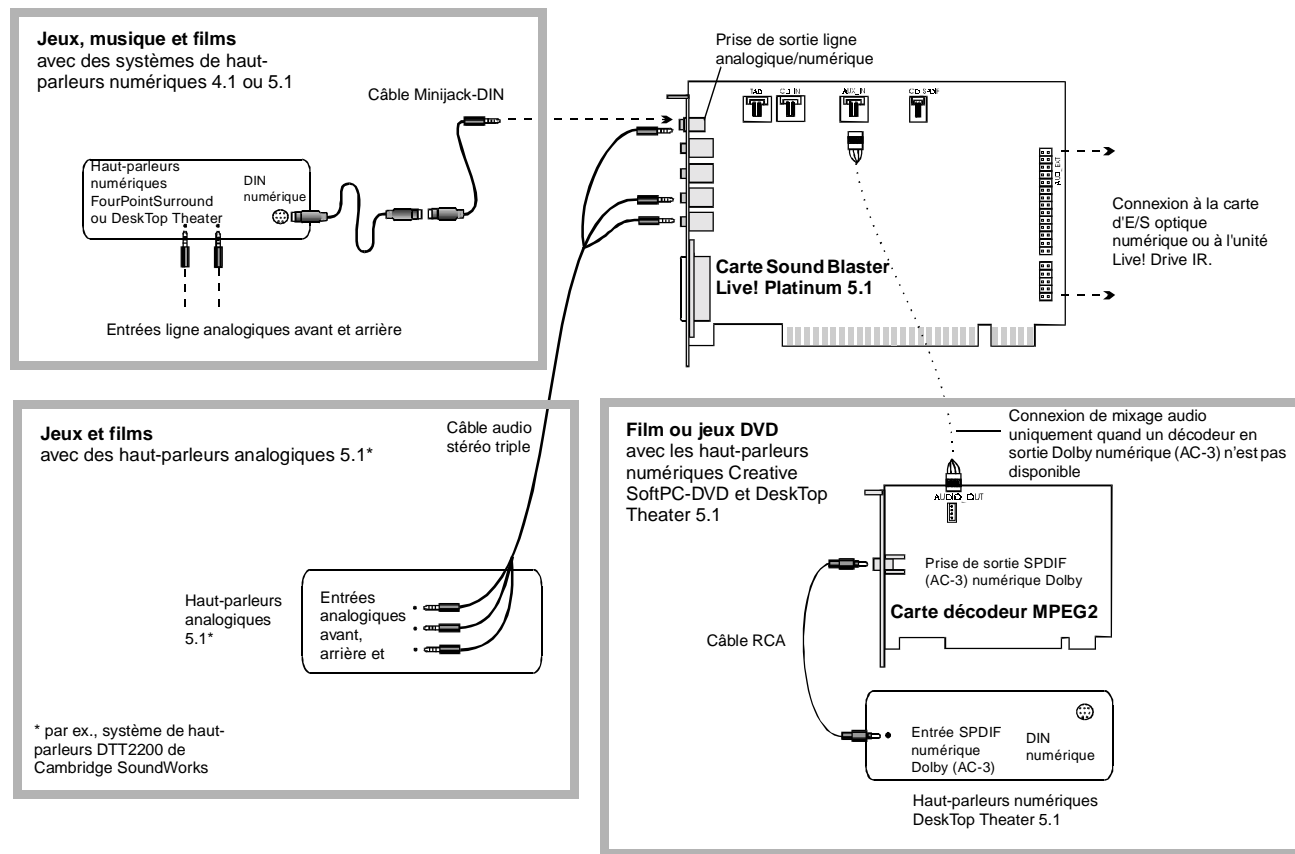 Jeux, musique et films
avec des systèmes de haut-
parleurs numériques 4.1 ou 5.1
Câble Minijack-DIN
Haut-parleurs
numériques
FourPointSurround
ou DeskTop Theater
DIN
numérique
Entrées ligne analogiques avant et arrière
Prise de sortie ligne
analogique/numérique
TAD
CD IN
AUX_IN
CD SPDIF
AUD_EXT
Carte Sound Blaster
Live! Platinum 5.1
Connexion à la carte
d'E/S optique
numérique ou à l'unité
Live! Drive IR.
Jeux et films
avec des haut-parleurs analogiques 5.1*
Câble audio
stéréo triple
Haut-parleurs
analogiques
5.1*
Entrées
analogiques
avant,
arrière et
* par ex., système de haut-
parleurs DTT2200 de
Cambridge SoundWorks
Film ou jeux DVD
avec les haut-parleurs
numériques Creative
SoftPC-DVD et DeskTop
Theater 5.1
Connexion de mixage audio
uniquement quand un décodeur en
sortie Dolby numérique (AC-3) n'est pas
disponible
AUDIO_OUT
Prise de sortie SPDIF
(AC-3) numérique Dolby
Carte décodeur MPEG2
Câble RCA
Entrée SPDIF
numérique
Dolby (AC-3)
DIN
numérique
Haut-parleurs numériques
DeskTop Theater 5.1